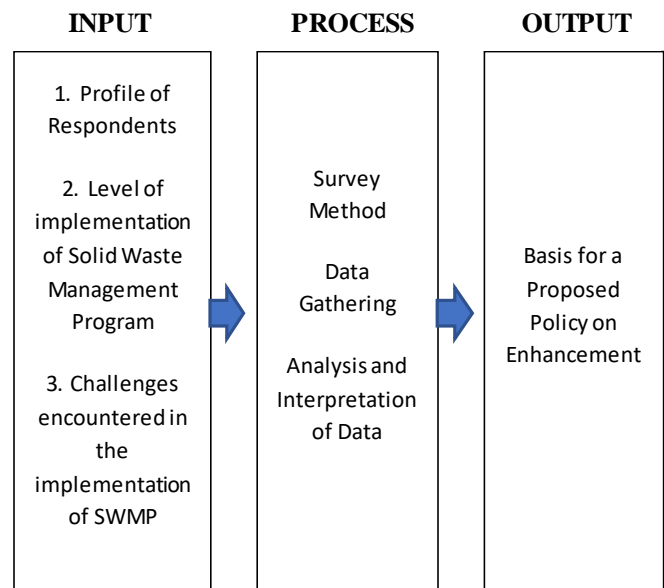 INPUT
PROCESS
OUTPUT
1. Profile of
Respondents
2. Level of
implementation
of Solid Waste
Management
Program
3. Challenges
encountered in
the
implementation
of SWMP
Survey
Method
Data
Gathering
Analysis and
Interpretation
of Data
Basis for a
Proposed
Policy on
Enhancement